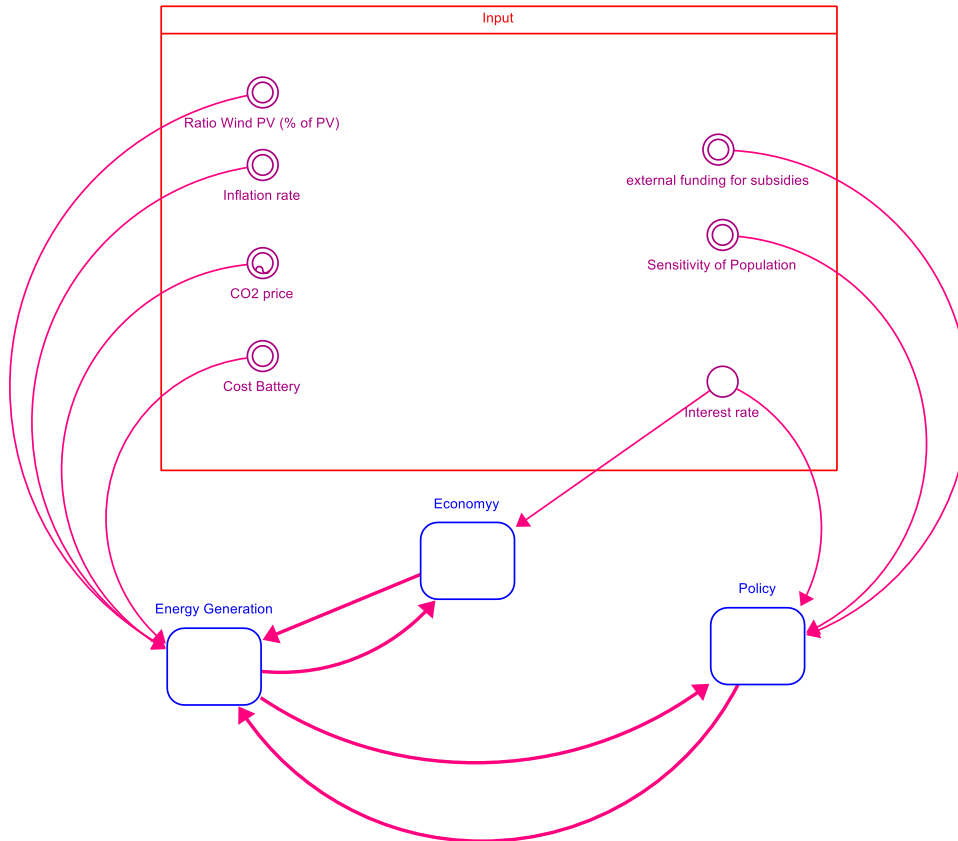 Input
Ratio Wind PV (% of PV)
external funding for subsidies
Inflation rate
Sensitivity of Population
CO2 price
Cost Battery
Interest rate
Economyy
Policy
Energy Generation